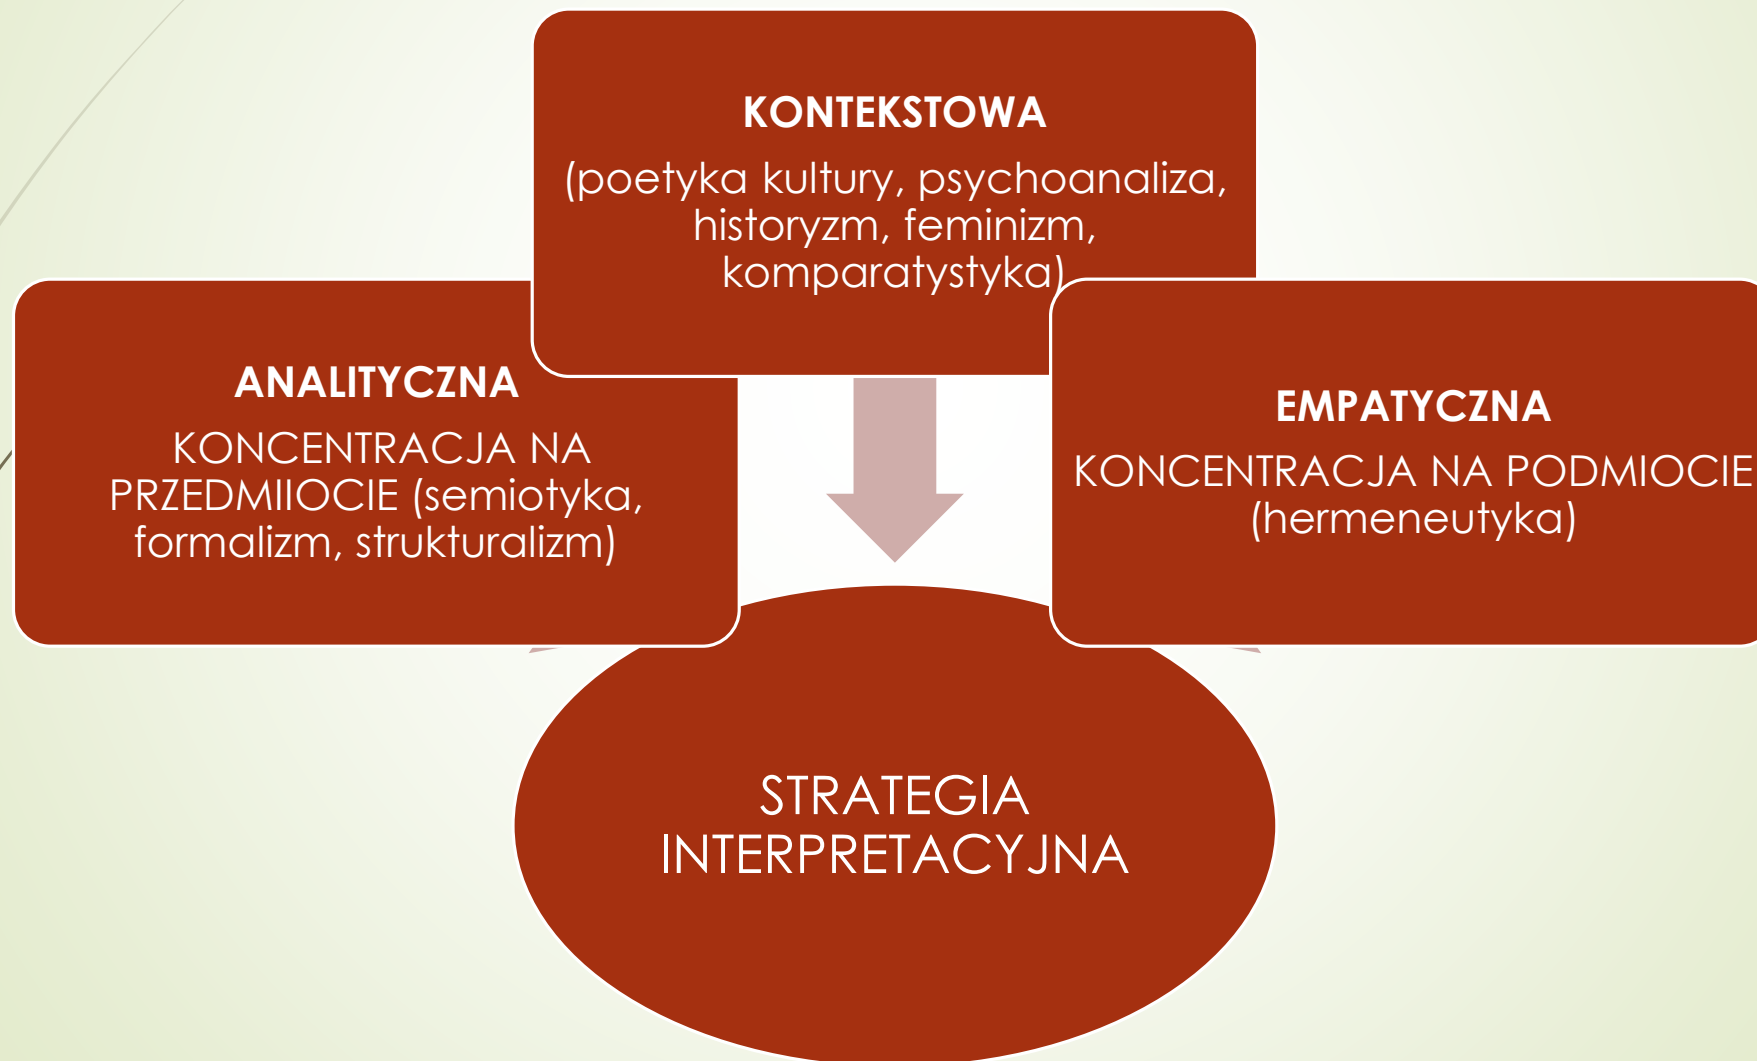 KONTEKSTOWA
(poetyka kultury, psychoanaliza,
historyzm, feminizm,
komparatystyka)
ANALITYCZNA
KONCENTRACJA NA
PRZEDMIIOCIE (semiotyka,
formalizm, strukturalizm)
EMPATYCZNA
KONCENTRACJA NA PODMIOCIE
(hermeneutyka)
STRATEGIA
INTERPRETACYJNA